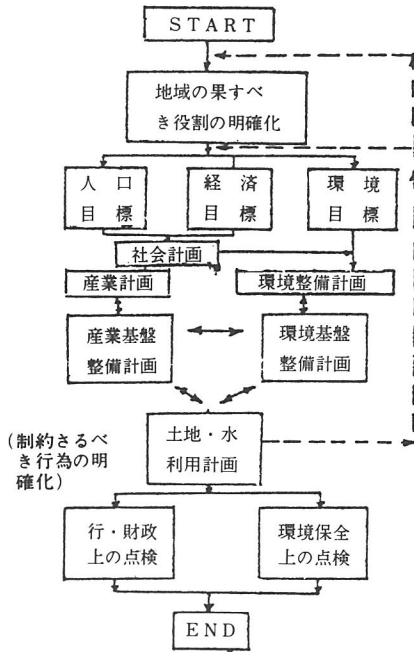 START
地域の果すべ
き役割の明確化
人口
目標
経済
目標
環境
目標
社会計画
産業計画
環境整備計画
産業基盤
整備計画
環境基盤
整備計画
(制約さるべ
き行為の明
確化)
土地・水
利用計画
行・財政
上の点検
環境保全
上の点検
END